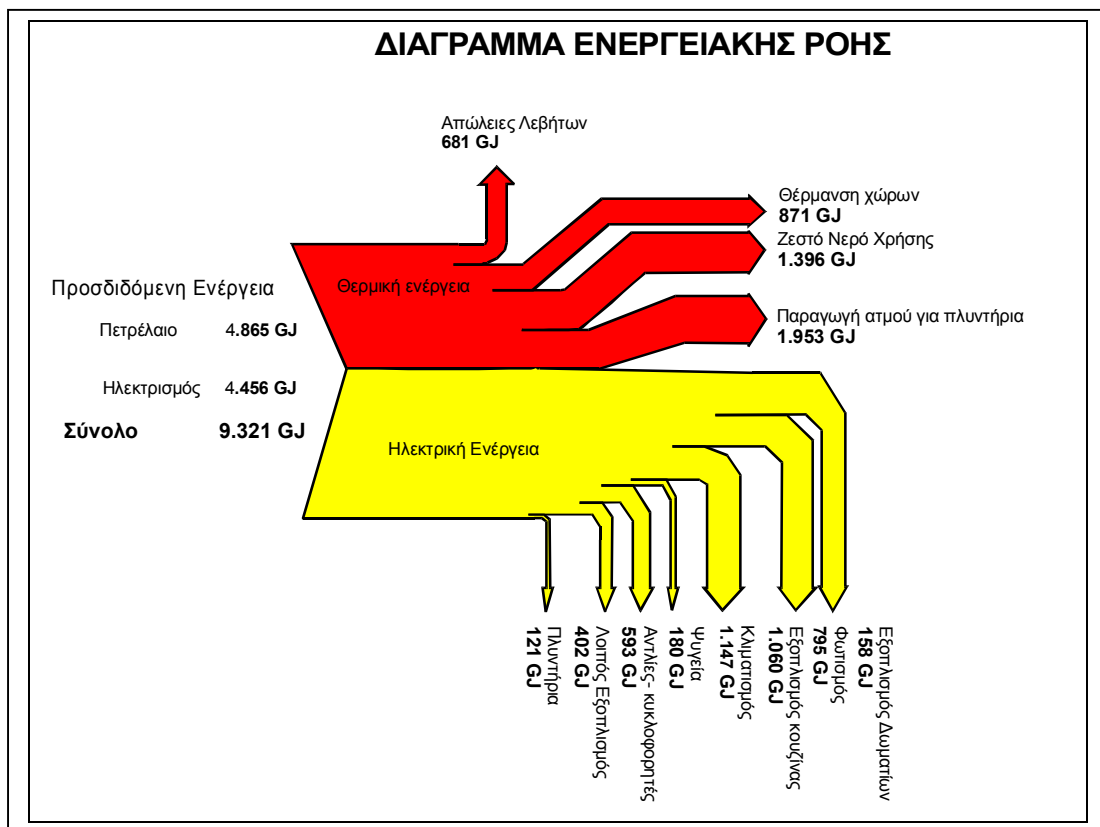 ΔΙΑΓΡΑΜΜΑ ΕΝΕΡΓΕΙΑΚΗΣ ΡΟΗΣ
Απώλειες Λεβήτων
681 GJ
Θέρμανση χώρων
871 GJ
Ζεστό Νερό Χρήσης
1.396 GJ
Παραγωγή ατμού για πλυντήρια
1.953 GJ
Θερμική ενέργεια
Προσδιδόμενη Ενέργεια
Πετρέλαιο 4.865 GJ
Ηλεκτρισμός 4.456 GJ
Σύνολο 9.321 GJ
Ηλεκτρική Ενέργεια
Πλυντήρια
121 GJ
Λοιπός Εξοπλισμός
402 GJ
Αντλίες- κυκλοφορητές
593 GJ
Ψυγεία
180 GJ
Κλιματισμός
1.147 GJ
Εξοπλισμός κουζίνας
1.060 GJ
Φωτισμός
795 GJ
Εξοπλισμός Δωματίων
158 GJ